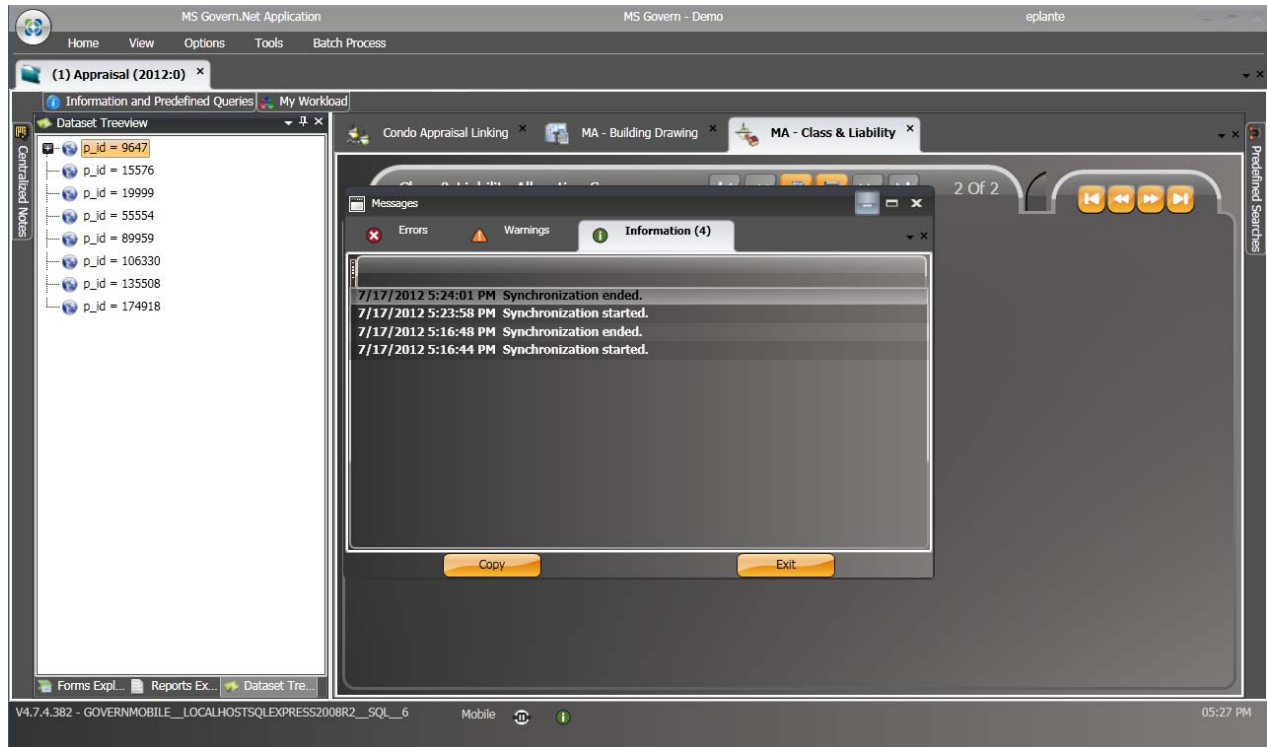 MS Govern.Net Application MS Govern - Demo eplante
Home View Options Tools Batch Process
(1) Appraisal (2012:0)
Information and Predefined Queries My Workload
Dataset Treeview
Condo Appraisal Linking MA - Building Drawing MA - Class & Liability
Centralized Notes
Predefined Searches
p_id = 9647
p_id = 15576
p_id = 19999
p_id = 55554
p_id = 89959
p_id = 106330
p_id = 135508
p_id = 174918
2 Of 2
Messages
Errors Warnings Information (4)
7/17/2012 5:24:01 PM Synchronization ended.
7/17/2012 5:23:58 PM Synchronization started.
7/17/2012 5:16:48 PM Synchronization ended.
7/17/2012 5:16:44 PM Synchronization started.
Copy Exit
Forms Expl... Reports Ex... Dataset Tre...
V4.7.4.382 - GOVERNMOBILE__LOCALHOSTSQLEXPRESS2008R2__SQL__6 Mobile 05:27 PM